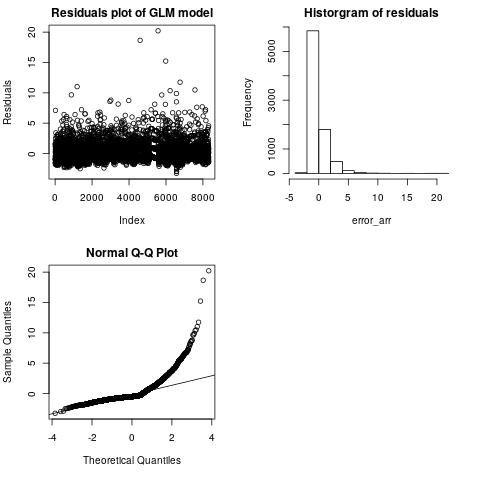 Residuals plot of GLM model
Residuals
20
15
10
5
0
0 2000 4000 6000 8000
Index
Historgram of residuals
Frequency
5000
3000
1000
0
-5 0 5 10 15 20
error_arr
Normal Q-Q Plot
Sample Quantiles
20
15
10
5
0
-4 -2 0 2 4
Theoretical Quantiles